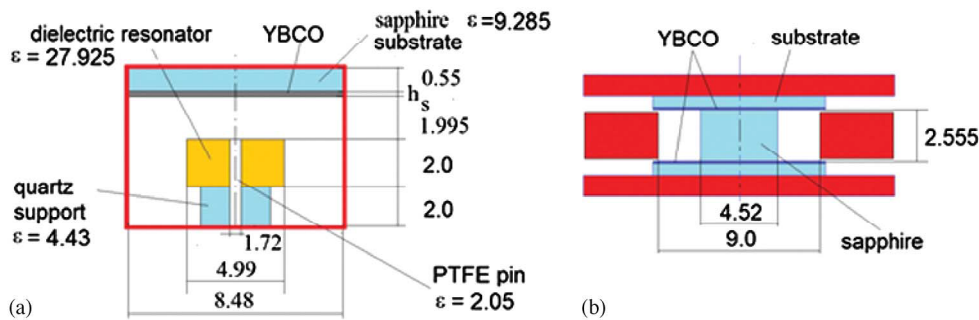 dielectric resonator
ε = 27.925
YBCO
sapphire ε=9.285
substrate
0.55
h
s
1.995
2.0
2.0
quartz
support
ε = 4.43
1.72
4.99
8.48
PTFE pin
ε = 2.05
(a)
YBCO
substrate
2.555
4.52
9.0
sapphire
(b)